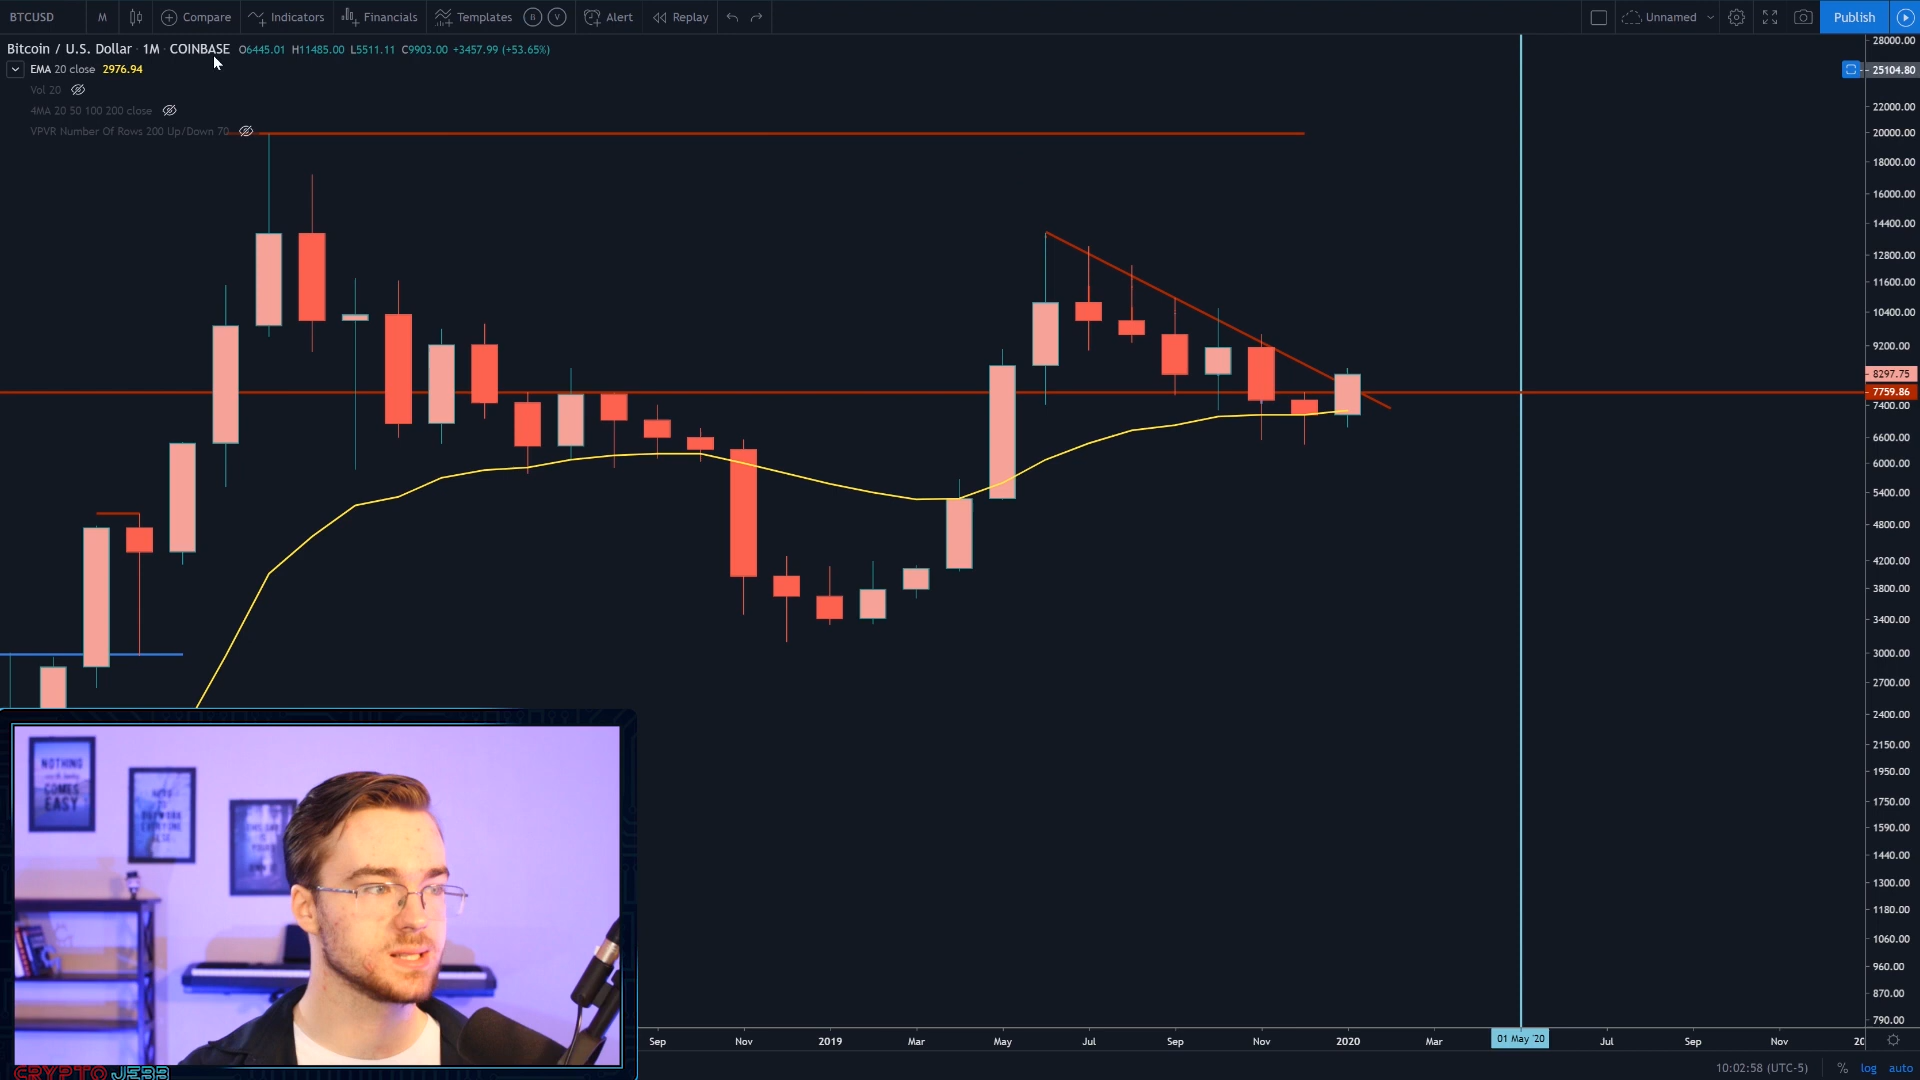 BTCUSD M Compare Indicators Financials Templates B V Alert Replay Unnamed Publish
Bitcoin / U.S. Dollar · 1M · COINBASE O6445.01 H11485.00 L5511.11 C9903.00 +3457.99 (+53.65%)
EMA 20 close 2976.94
Vol 20
4MA 20 50 100 200 close
VPVR Number Of Rows 200 Up/Down 70
28000.00
25104.80
22000.00
20000.00
18000.00
16000.00
14400.00
12800.00
11600.00
10400.00
9200.00
8297.75
7759.86
7400.00
6600.00
6000.00
5400.00
4800.00
4200.00
3800.00
3400.00
3000.00
2700.00
2400.00
2150.00
1950.00
1750.00
1590.00
1440.00
1300.00
1180.00
1060.00
960.00
870.00
790.00
NOTHING
COMES
EASY
Sep Nov 2019 Mar May Jul Sep Nov 2020 Mar 01 May '20 Jul Sep Nov 20
10:02:58 (UTC-5) % log auto
CRYPTO JEBB